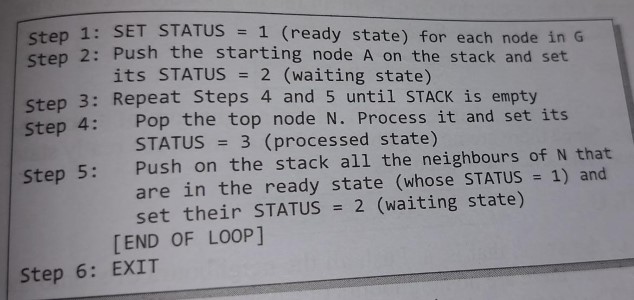 Step 1: SET STATUS = 1 (ready state) for each node in G
Step 2: Push the starting node A on the stack and set
its STATUS = 2 (waiting state)
Step 3: Repeat Steps 4 and 5 until STACK is empty
Step 4: Pop the top node N. Process it and set its
STATUS = 3 (processed state)
Step 5: Push on the stack all the neighbours of N that
are in the ready state (whose STATUS = 1) and
set their STATUS = 2 (waiting state)
[END OF LOOP]
Step 6: EXIT